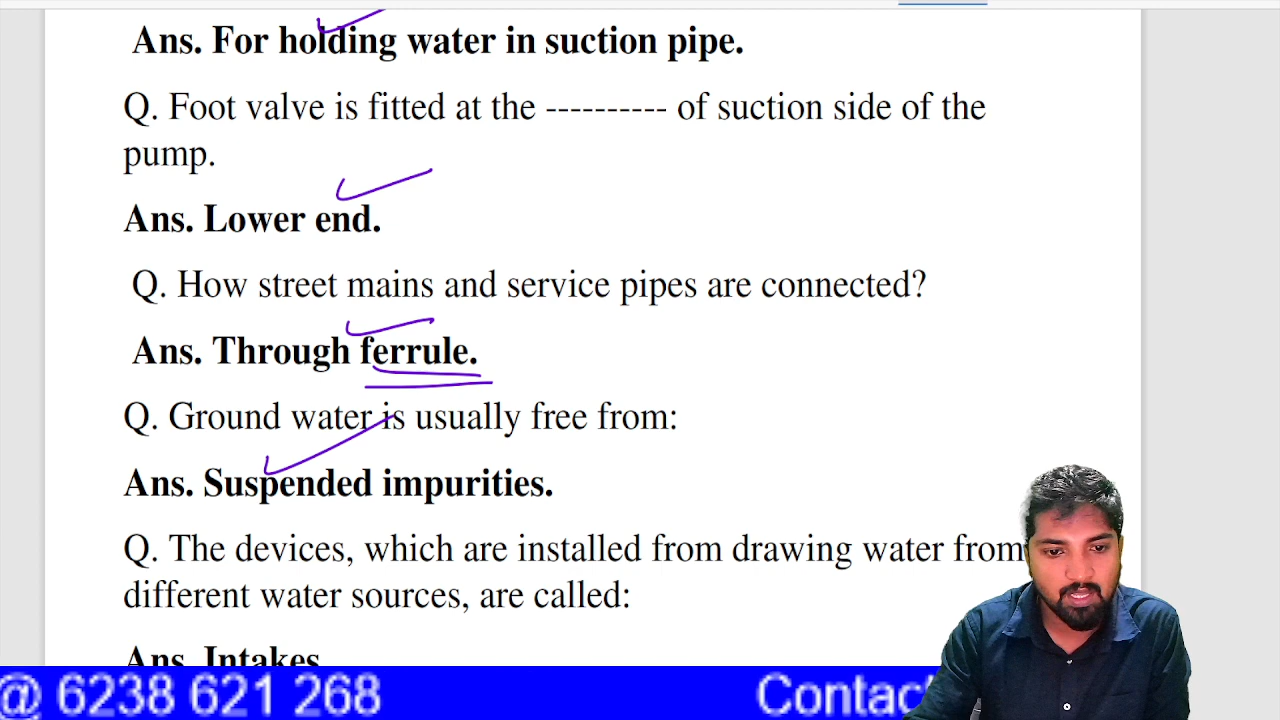 Ans. For holding water in suction pipe.
Q. Foot valve is fitted at the ---------- of suction side of the
pump.
Ans. Lower end.
Q. How street mains and service pipes are connected?
Ans. Through ferrule.
Q. Ground water is usually free from:
Ans. Suspended impurities.
Q. The devices, which are installed from drawing water from
different water sources, are called:
Ans. Intakes
@ 6238 621 268 Contact